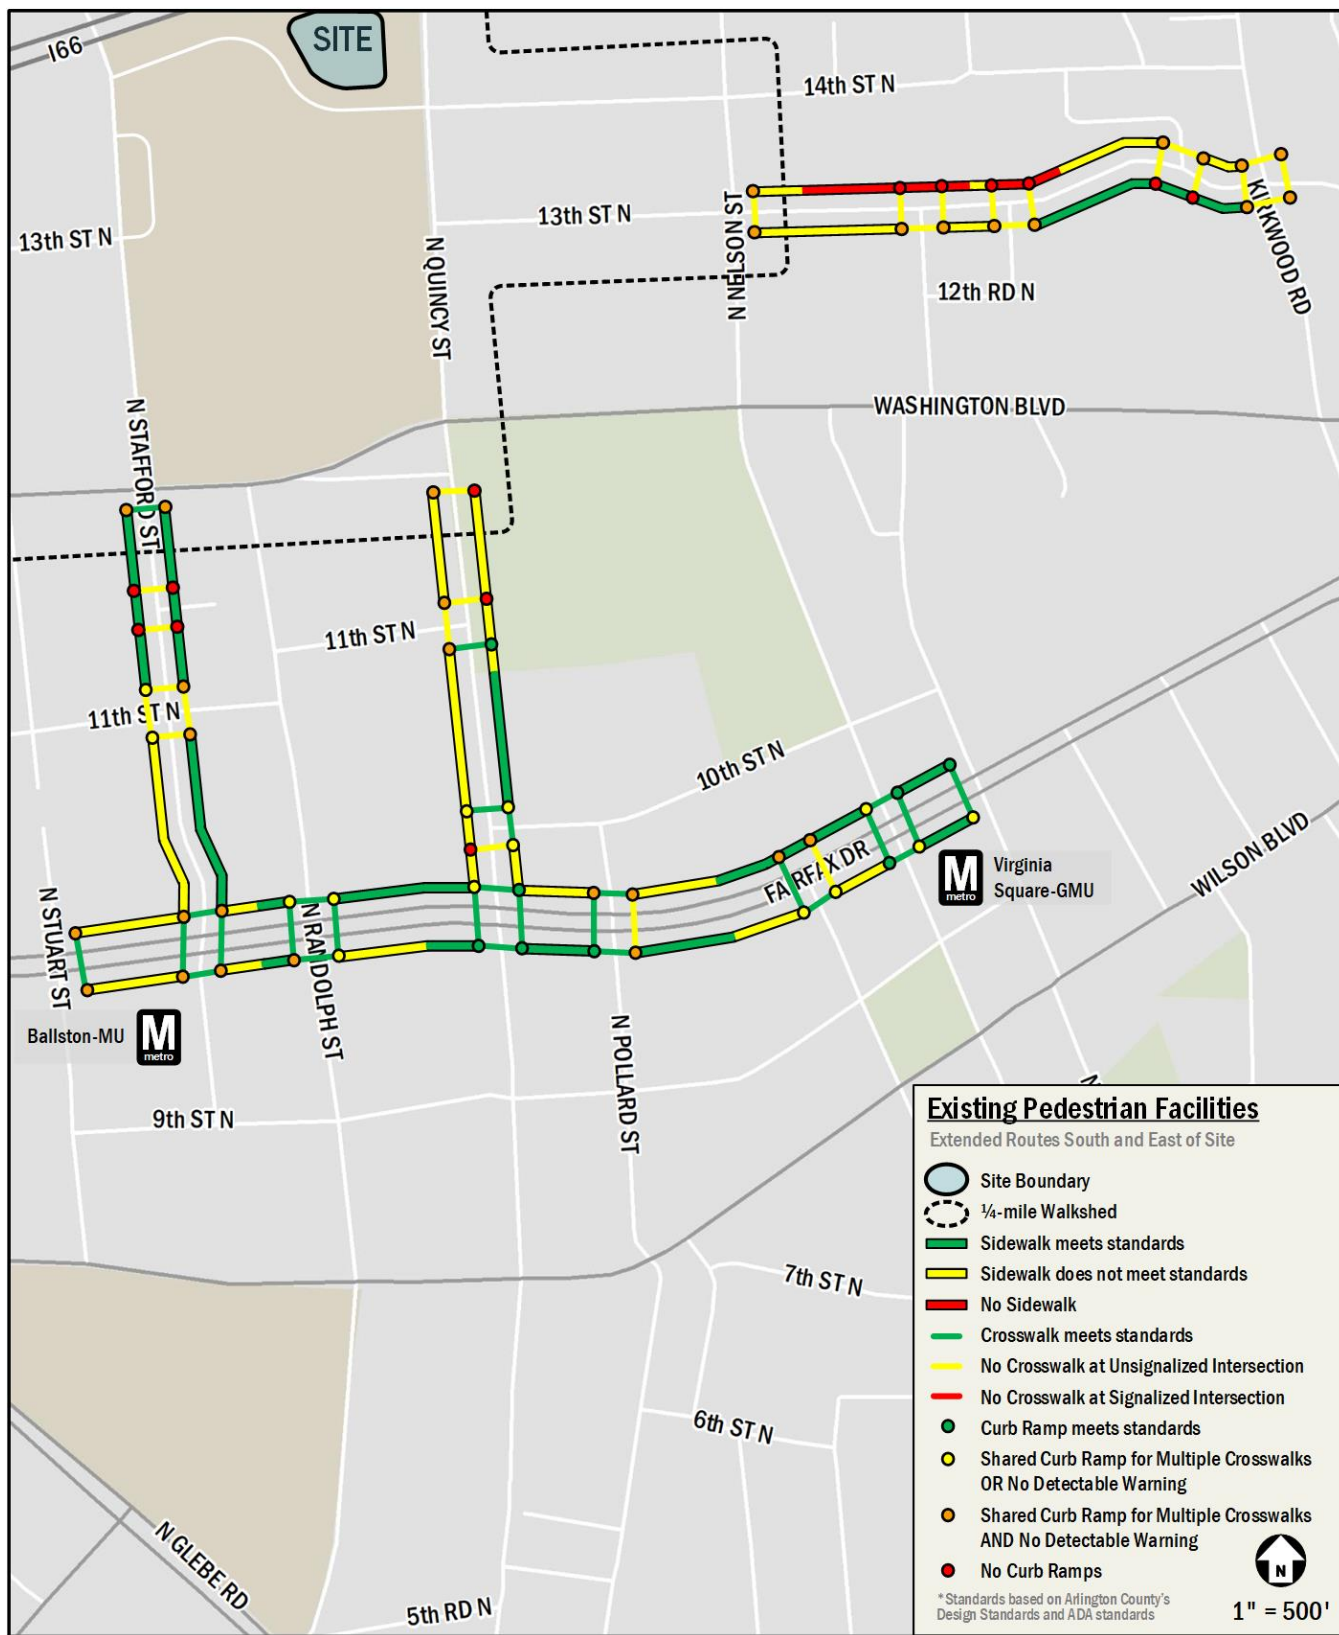 I66
SITE
14th ST N
13th ST N
13th ST N
N QUINCY ST
N NELSON ST
KIRKWOOD RD
12th RD N
N STAFFORD ST
WASHINGTON BLVD
11th ST N
11th ST N
10th ST N
FAIRFAX DR
WILSON BLVD
M
metro
Virginia
Square-GMU
N STUART ST
N RANDOLPH ST
Ballston-MU
M
metro
N POLLARD ST
9th ST N
N
7th ST N
6th ST N
N GLEBE RD
5th RD N
Existing Pedestrian Facilities
Extended Routes South and East of Site
Site Boundary
¼-mile Walkshed
Sidewalk meets standards
Sidewalk does not meet standards
No Sidewalk
Crosswalk meets standards
No Crosswalk at Unsignalized Intersection
No Crosswalk at Signalized Intersection
Curb Ramp meets standards
Shared Curb Ramp for Multiple Crosswalks
OR No Detectable Warning
Shared Curb Ramp for Multiple Crosswalks
AND No Detectable Warning
No Curb Ramps
*Standards based on Arlington County's
Design Standards and ADA standards
N
1" = 500'